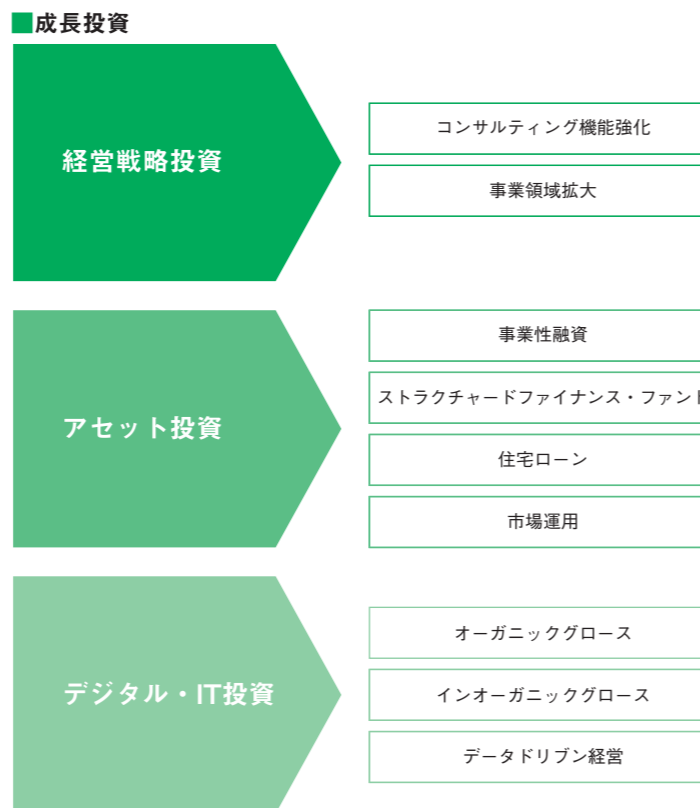 成長投資
経営戦略投資
コンサルティング機能強化
事業領域拡大
アセット投資
事業性融資
ストラクチャードファイナンス・ファン
住宅ローン
市場運用
デジタル・IT投資
オーガニックグロース
インオーガニックグロース
データドリブン経営